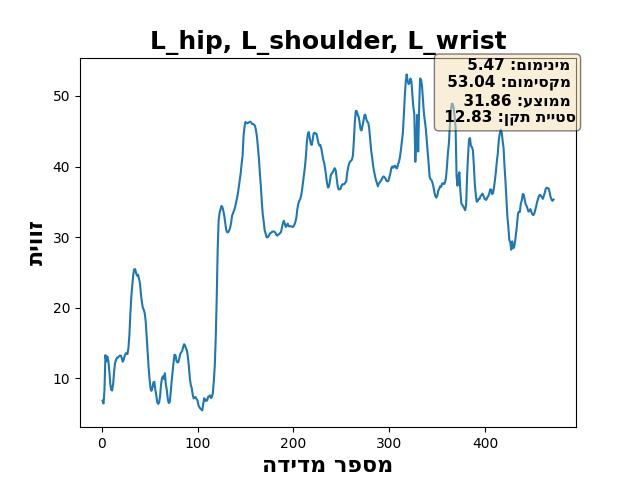 L_hip, L_shoulder, L_wrist
מינימום: 5.47
מקסימום: 53.04
ממוצע: 31.86
סטיית תקן: 12.83
זווית
50
40
30
20
10
0 100 200 300 400
מספר מדידה